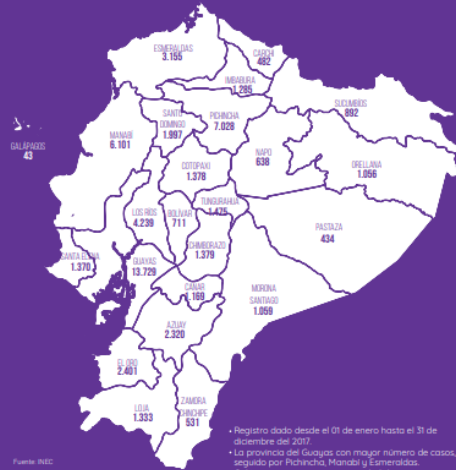 ESMERALDAS
3.155
CARCHI
482
IMBABURA
1.285
SUCUMBÍOS
892
SANTO
DOMINGO
1.997
PICHINCHA
7.028
MANABÍ
6.101
NAPO
638
ORELLANA
1.056
GALÁPAGOS
43
COTOPAXI
1.378
TUNGURAHUA
1.475
LOS RÍOS
4.239
BOLÍVAR
711
PASTAZA
434
CHIMBORAZO
1.379
SANTA ELENA
1.370
GUAYAS
13.729
CAÑAR
1.169
MORONA
SANTIAGO
1.059
AZUAY
2.320
EL ORO
2.401
ZAMORA
CHINCHIPE
531
LOJA
1.333
• Registro dado desde el 01 de enero hasta el 31 de
diciembre del 2017.
• La provincia del Guayas con mayor número de casos,
seguido por Pichincha, Manabí y Esmeraldas.
Fuente: INEC